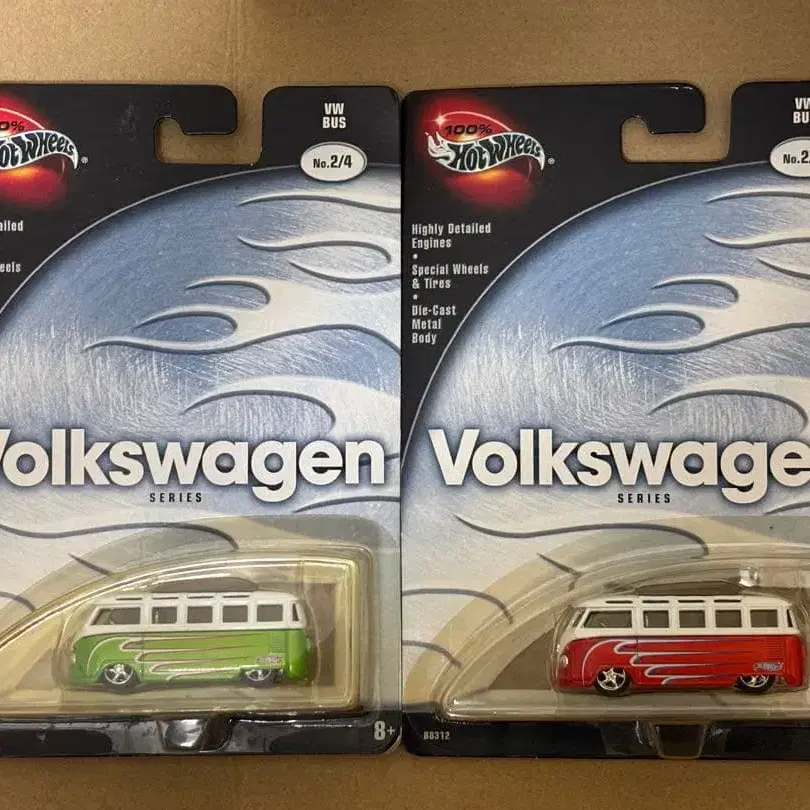 0%
Hot Wheels ®
VW
BUS
No.2/4
ailed
eels
Volkswagen
SERIES
8+
100%
Hot Wheels ®
VW
BU
No.2
Highly Detailed
Engines
•
Special Wheels
& Tires
•
Die-Cast
Metal
Body
Volkswage
SERIES
B8312